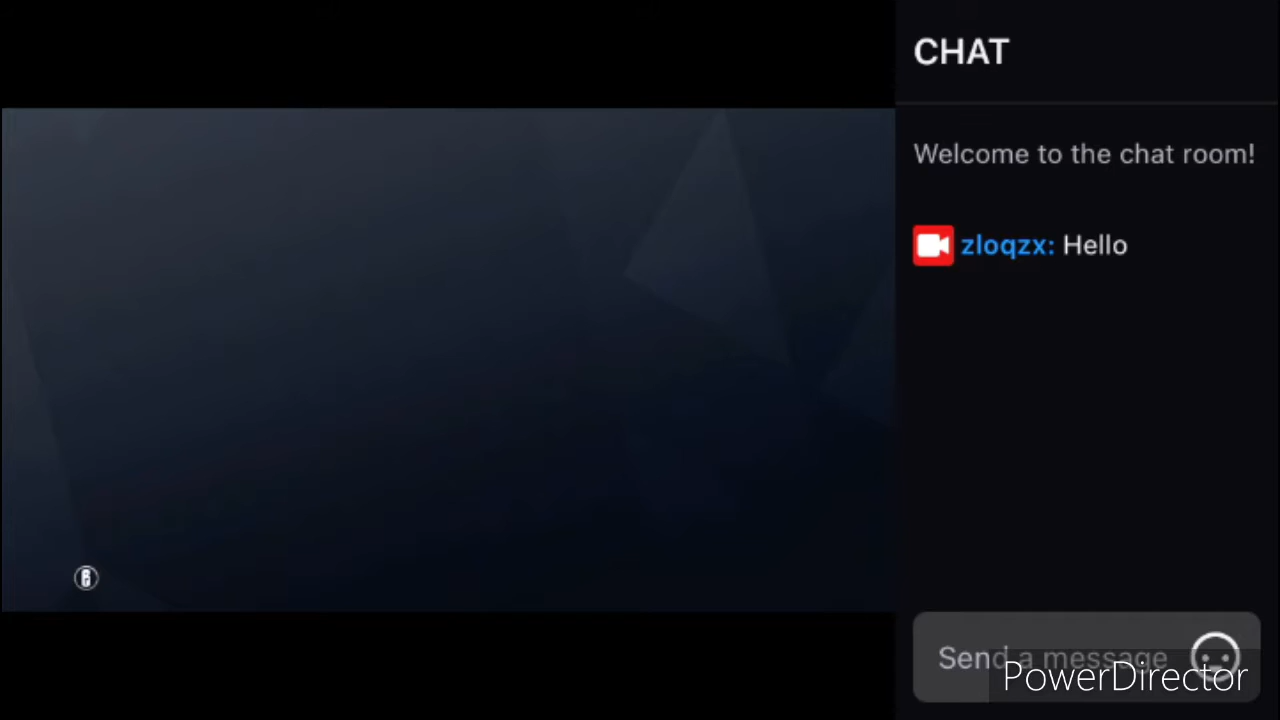 CHAT
Welcome to the chat room!
zloqzx: Hello
Send a message
PowerDirector